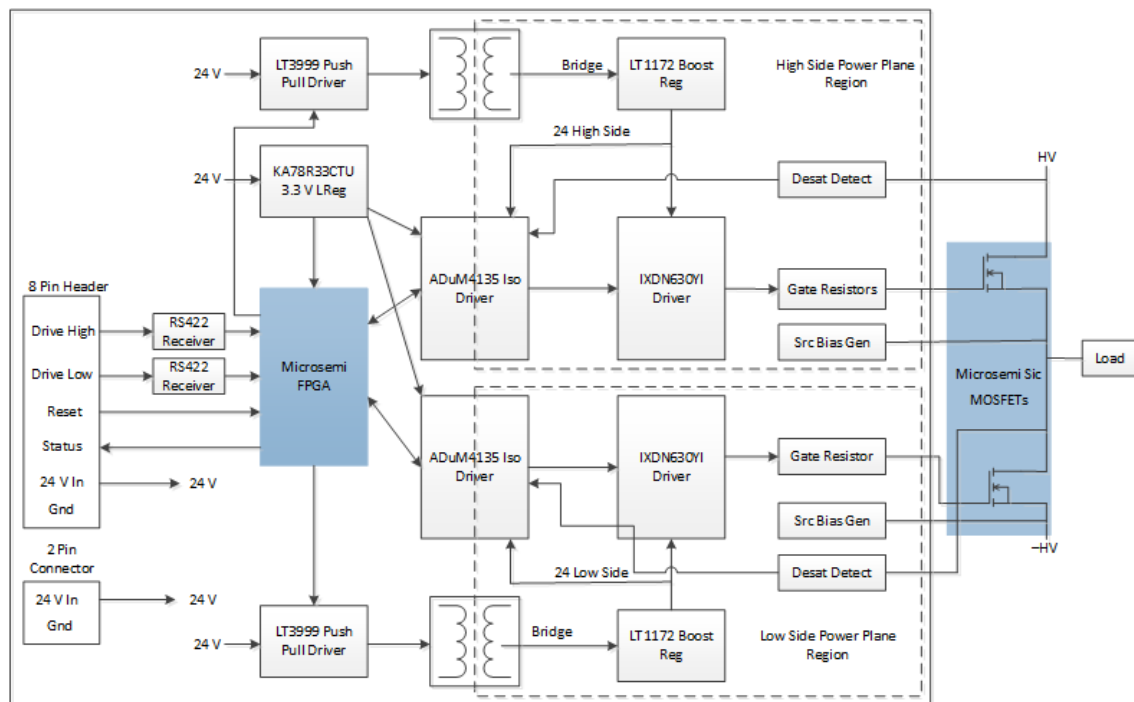 24 V
LT3999 Push
Pull Driver
Bridge
LT1172 Boost
Reg
High Side Power Plane
Region
24 High Side
24 V
KA78R33CTU
3.3 V LReg
Desat Detect
HV
ADuM4135 Iso
Driver
IXDN630YI
Driver
Gate Resistors
Src Bias Gen
8 Pin Header
Drive High
RS422
Receiver
Drive Low
RS422
Receiver
Reset
Status
24 V In
Gnd
24 V
Microsemi
FPGA
Microsemi Sic
MOSFETs
Load
ADuM4135 Iso
Driver
IXDN630YI
Driver
Gate Resistor
Src Bias Gen
Desat Detect
−HV
24 Low Side
2 Pin
Connector
24 V In
Gnd
24 V
24 V
LT3999 Push
Pull Driver
Bridge
LT1172 Boost
Reg
Low Side Power Plane
Region